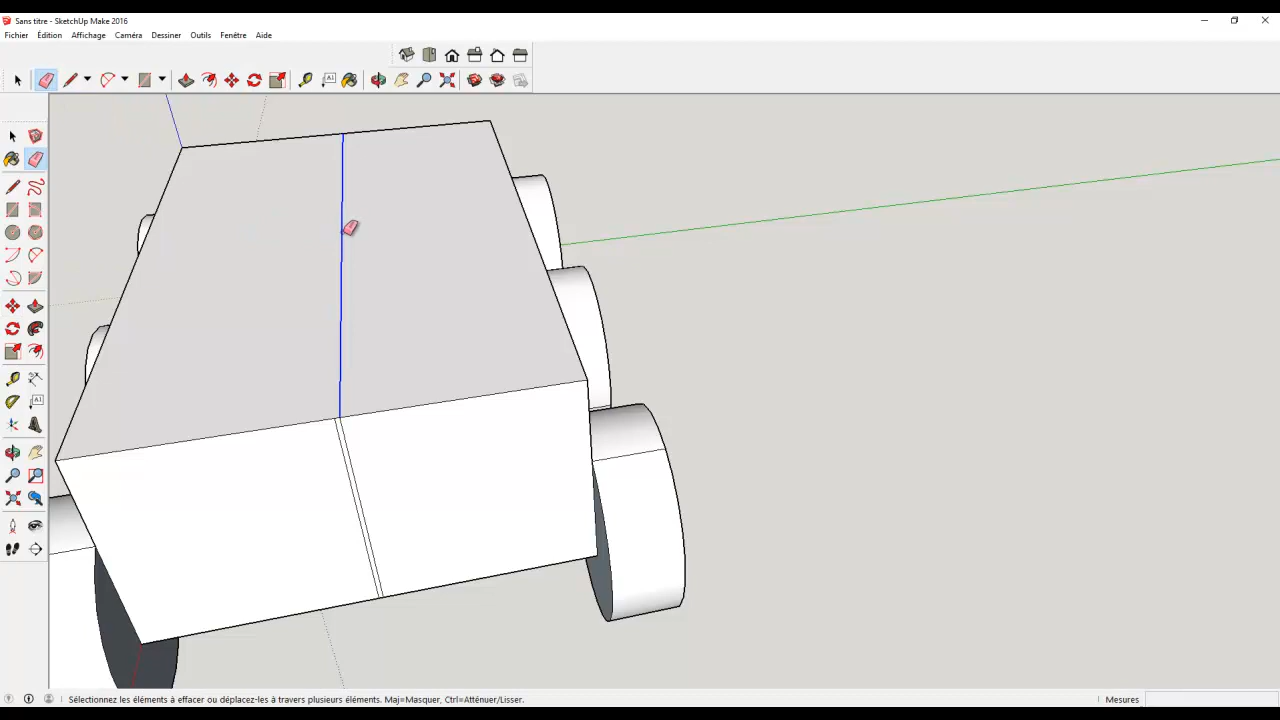 Sans titre - SketchUp Make 2016
Fichier Édition Affichage Caméra Dessiner Outils Fenêtre Aide
Sélectionnez les éléments à effacer ou déplacez-les à travers plusieurs éléments. Maj=Masquer, Ctrl=Atténuer/Lisser.
Mesures